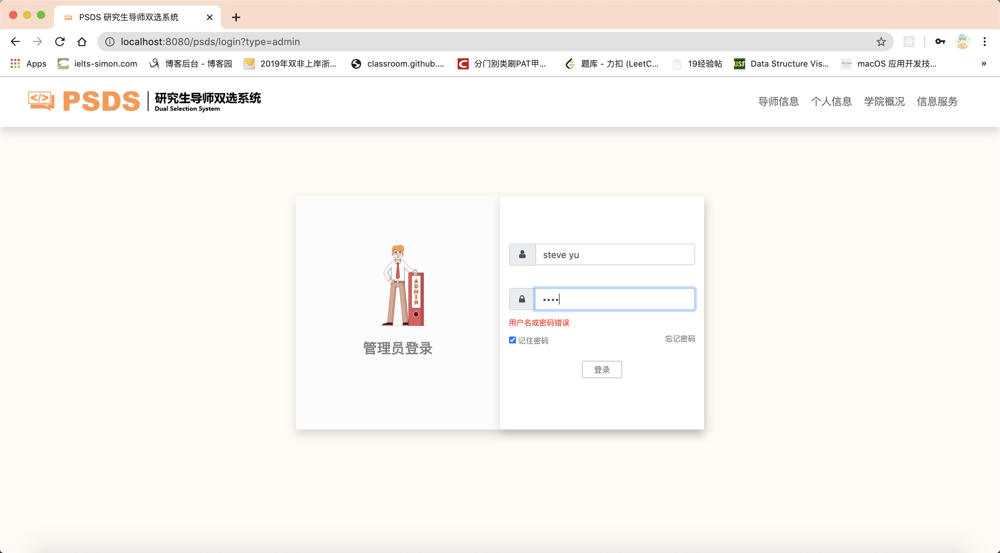 PSDS 研究生导师双选系统
localhost:8080/psds/login?type=admin
Apps
ielts-simon.com
博客后台 - 博客园
2019年双非上岸浙...
classroom.github....
分门别类刷PAT甲...
题库 - 力扣 (LeetC...
19经验帖
USF
Data Structure Vis...
MacDev
macOS 应用开发技...
»
</> PSDS
研究生导师双选系统
Dual Selection System
导师信息
个人信息
学院概况
信息服务
ADMIN
管理员登录
steve yu
••••
用户名或密码错误
记住密码
忘记密码
登录